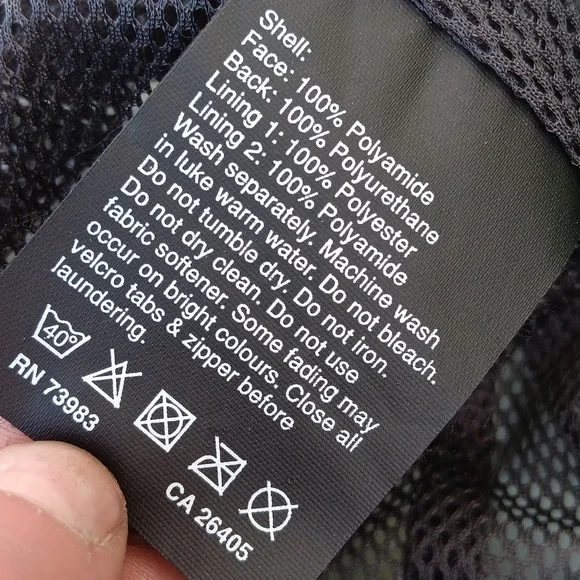 Shell:
Face: 100% Polyamide
Back: 100% Polyurethane
Lining 1: 100% Polyester
Lining 2: 100% Polyamide
Wash separately. Machine wash
in luke warm water. Do not bleach.
Do not tumble dry. Do not iron.
Do not dry clean. Do not use
fabric softener. Some fading may
occur on bright colours. Close all
velcro tabs & zipper before
laundering.
40°
RN 73983
CA 26405